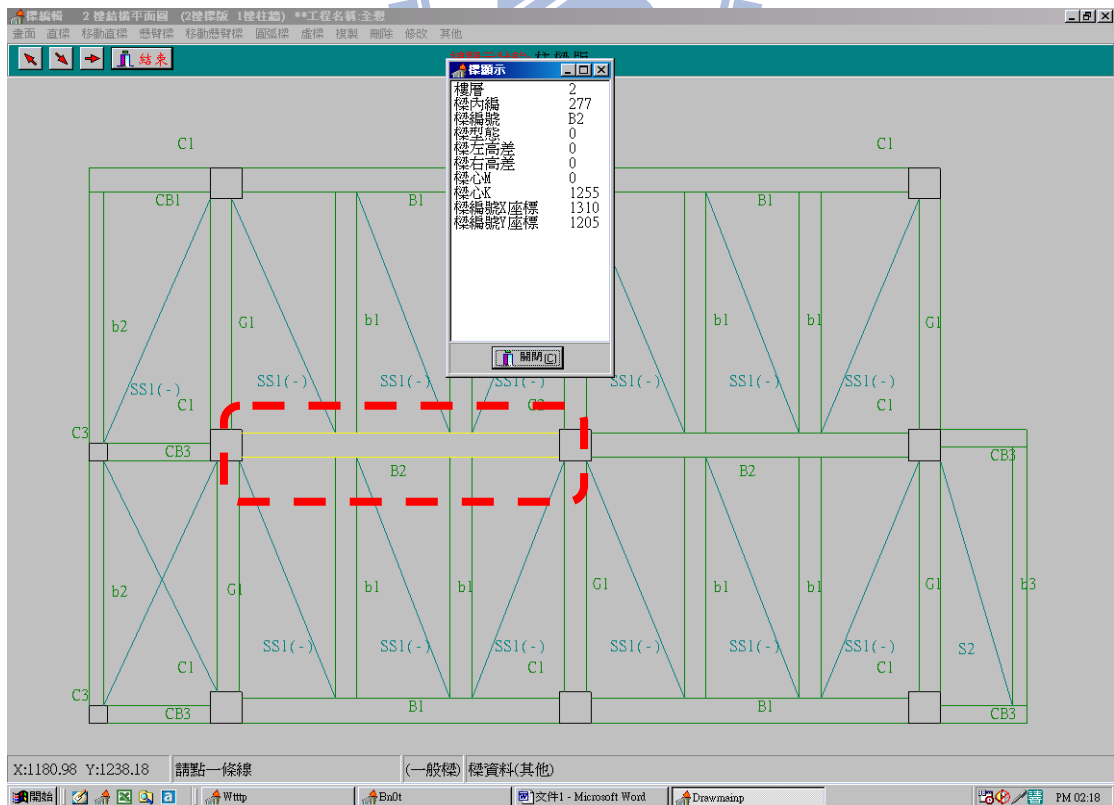 樑編輯 2 樓結構平面圖 (2樓樑版 1樓柱牆) **工程名稱:全憨
畫面 直樑 移動直樑 懸臂樑 移動懸臂樑 圓弧樑 虛樑 複製 刪除 修改 其他
結束
樑顯示
樓層 2
樑內編 277
樑編號 B2
樑型態 0
樑左高差 0
樑右高差 0
樑心M 0
樑心K 1255
樑編號X座標 1310
樑編號Y座標 1205
關閉(C)
C1 C1
CB1 B1 B1
b2 G1 b1 b1 b1 G1
SS1(-) SS1(-) SS1(-) SS1(-) SS1(-) SS1(-) SS1(-)
C1 C1
C3 CB3 CB3
B2 B2
b2 G1 b1 b1 G1 b1 b1 G1 b3
SS1(-) SS1(-) SS1(-) SS1(-) SS1(-) SS1(-) S2
C1 C1 C1
C3 CB3 B1 B1 CB3
X:1180.98 Y:1238.18 請點一條線 (一般樑) 樑資料(其他)
開始 Wttp Bn0t 文件1 - Microsoft Word Drawmainp PM 02:18